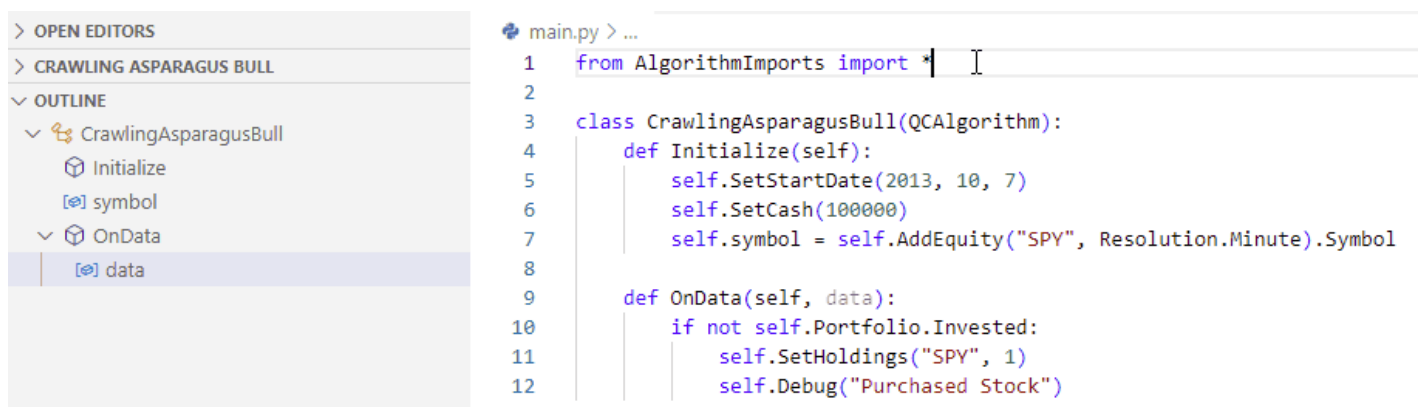 OPEN EDITORS
CRAWLING ASPARAGUS BULL
OUTLINE
CrawlingAsparagusBull
Initialize
symbol
OnData
data
main.py > ...
1 from AlgorithmImports import *
2
3 class CrawlingAsparagusBull(QCAlgorithm):
4     def Initialize(self):
5         self.SetStartDate(2013, 10, 7)
6         self.SetCash(100000)
7         self.symbol = self.AddEquity("SPY", Resolution.Minute).Symbol
8
9     def OnData(self, data):
10         if not self.Portfolio.Invested:
11             self.SetHoldings("SPY", 1)
12             self.Debug("Purchased Stock")